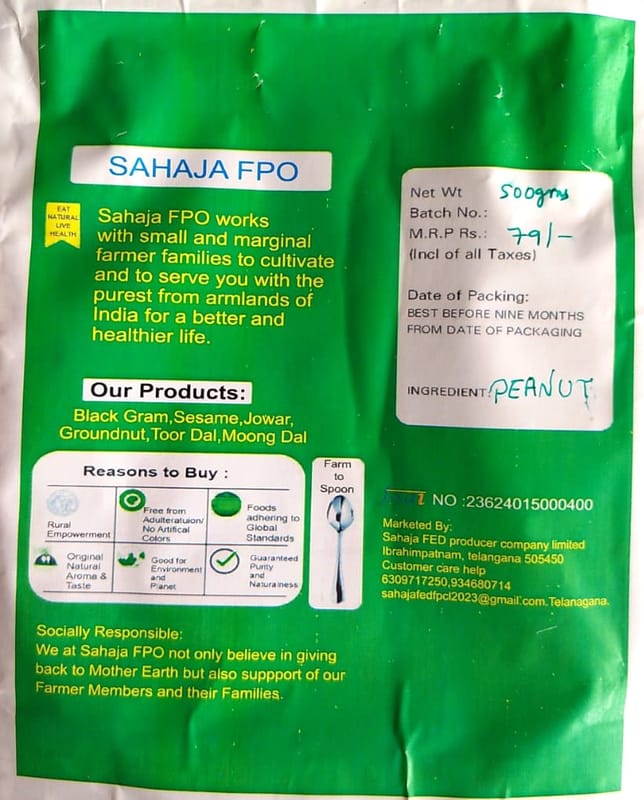 SAHAJA FPO
EAT
NATURAL
LIVE
HEALTH
Sahaja FPO works
with small and marginal
farmer families to cultivate
and to serve you with the
purest from armlands of
India for a better and
healthier life.
Net Wt 500gms
Batch No.:
M.R.P Rs.: 79/-
(Incl of all Taxes)
Date of Packing:
BEST BEFORE NINE MONTHS
FROM DATE OF PACKAGING
INGREDIENT: PEANUT
Our Products:
Black Gram,Sesame,Jowar,
Groundnut,Toor Dal,Moong Dal
Reasons to Buy :
Rural
Empowerment
Free from
Adulteratuion/
No Artifical
Colors
Foods
adhering to
Global
Standards
Original
Natural
Aroma &
Taste
Good for
Environment
and
Planet
Guaranteed
Purity
and
Naturalness
Farm
to
Spoon
NO :23624015000400
Marketed By:
Sahaja FED producer company limited
Ibrahimpatnam, telangana 505450
Customer care help
6309717250,934680714
sahajafedfpcl2023@gmail.com.Telanagana.
Socially Responsible:
We at Sahaja FPO not only believe in giving
back to Mother Earth but also suppport of our
Farmer Members and their Families.